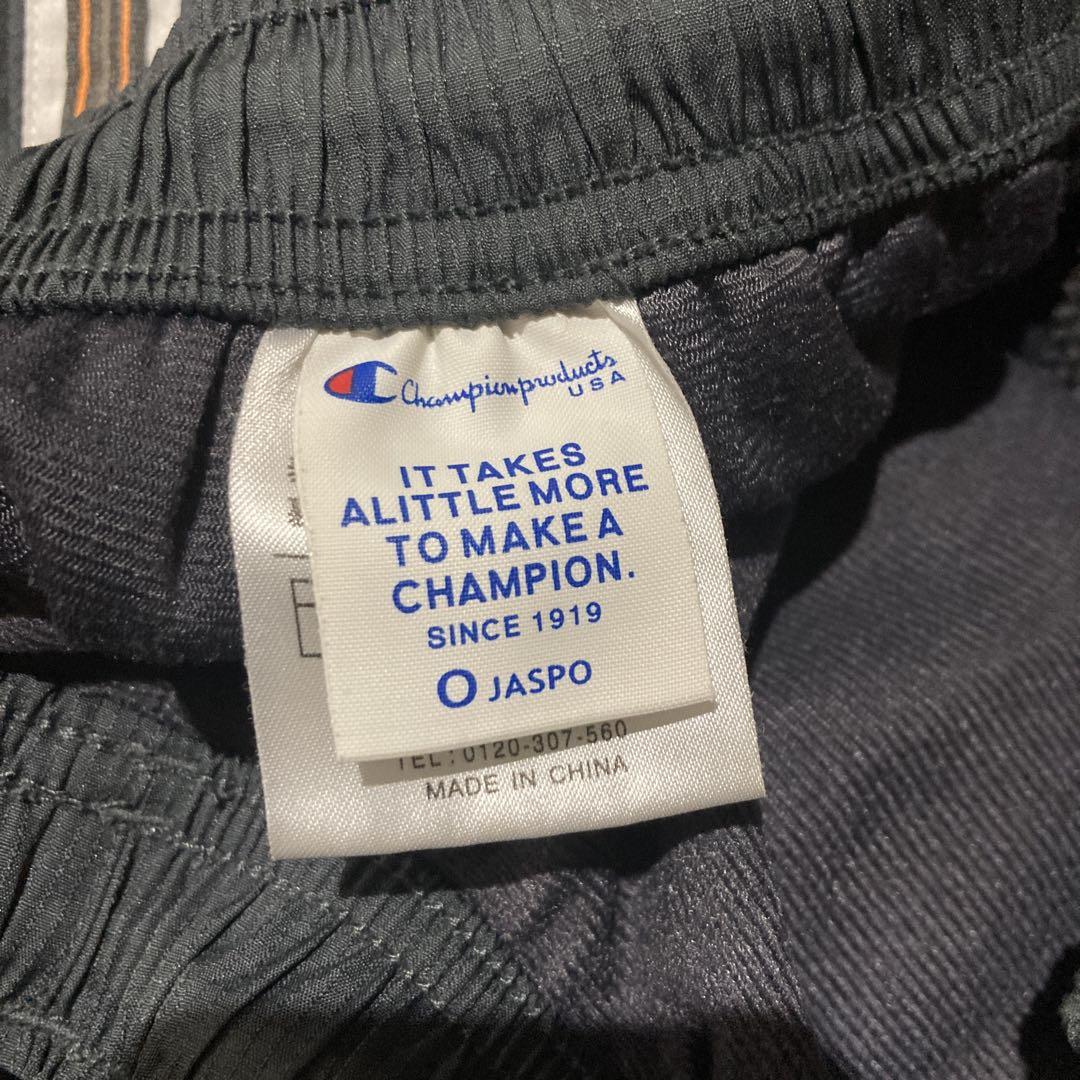 Championproducts
USA
IT TAKES
ALITTLE MORE
TO MAKE A
CHAMPION.
SINCE 1919
O JASPO
TEL:0120-307-560
MADE IN CHINA